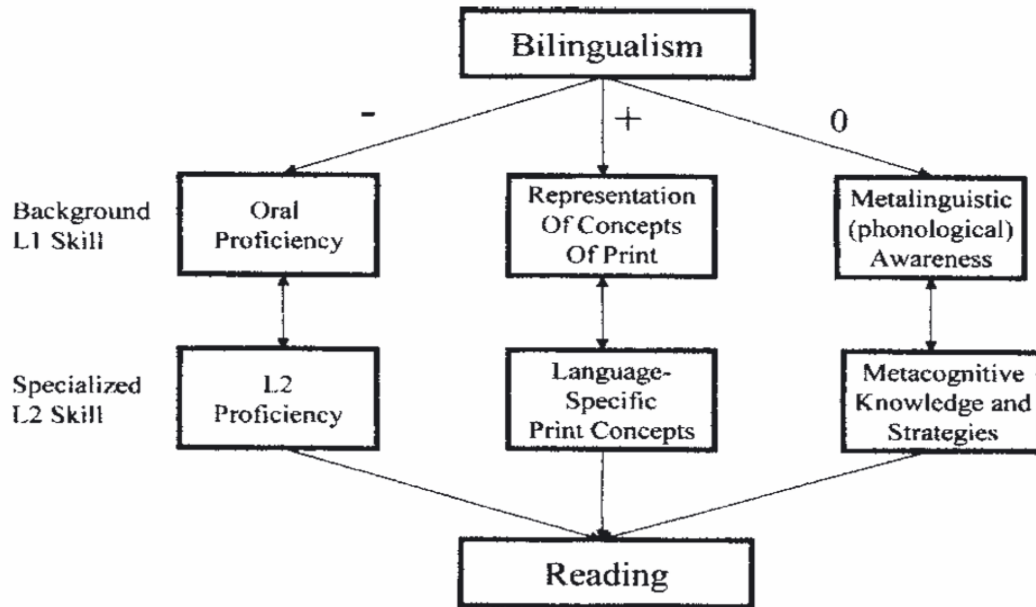 Bilingualism
-
+
0
Background
L1 Skill
Oral
Proficiency
Representation
Of Concepts
Of Print
Metalinguistic
(phonological)
Awareness
Specialized
L2 Skill
L2
Proficiency
Language-
Specific
Print Concepts
Metacognitive
Knowledge and
Strategies
Reading